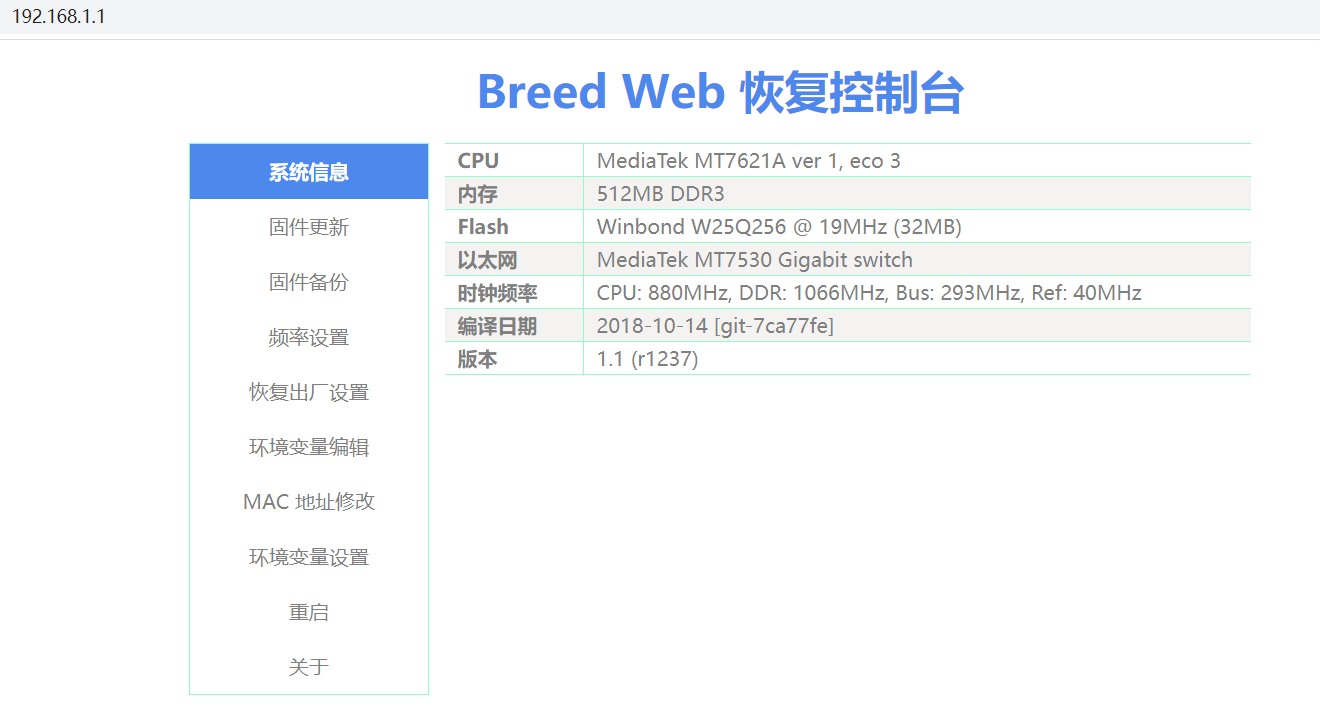 192.168.1.1
Breed Web 恢复控制台
系统信息
固件更新
固件备份
频率设置
恢复出厂设置
环境变量编辑
MAC 地址修改
环境变量设置
重启
关于
CPU MediaTek MT7621A ver 1, eco 3
内存 512MB DDR3
Flash Winbond W25Q256 @ 19MHz (32MB)
以太网 MediaTek MT7530 Gigabit switch
时钟频率 CPU: 880MHz, DDR: 1066MHz, Bus: 293MHz, Ref: 40MHz
编译日期 2018-10-14 [git-7ca77fe]
版本 1.1 (r1237)